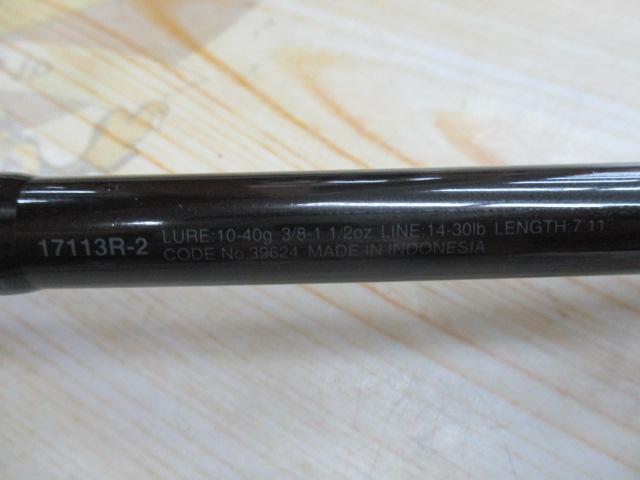 17113R-2 LURE:10-40g 3/8-1 1/2oz LINE:14-30lb LENGTH:7'11
CODE No 39624 MADE IN INDONESIA
.JP